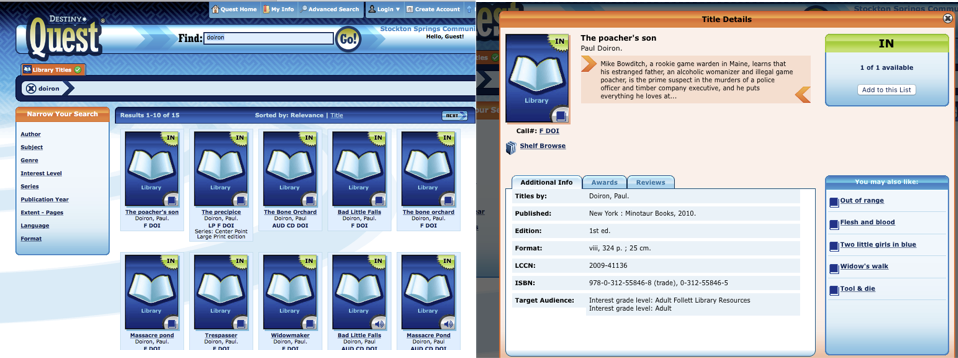 Quest Home My Info Advanced Search Login ▼ Create Account
DESTINY
Quest
Find: doiron Go!
Stockton Springs Commun
Hello, Guest!
Library Titles
doiron
Narrow Your Search
Author
Subject
Genre
Interest Level
Series
Publication Year
Extent - Pages
Language
Format
Results 1-10 of 15 Sorted by: Relevance | Title NEXT
IN IN IN IN IN
Library Library Library Library Library
The poacher's son
Doiron, Paul.
F DOI
The precipice
Doiron, Paul
LP F DOI
Series: Center Point
Large Print edition
The Bone Orchard
Doiron, Paul
AUD CD DOI
Bad Little Falls
Doiron, Paul
F DOI
The bone orchard
Doiron, Paul.
F DOI
IN IN IN IN IN
Library Library Library Library Library
Massacre pond
Doiron, Paul.
F DOI
Trespasser
Doiron, Paul.
F DOI
Widowmaker
Doiron, Paul
F DOI
Bad Little Falls
Doiron, Paul
AUD CD DOI
Massacre Pond
Doiron, Paul.
AUD CD DOI
Title Details
Stockton Springs Comm
IN
Library
The poacher's son
Paul Doiron.
Mike Bowditch, a rookie game warden in Maine, learns that
his estranged father, an alcoholic womanizer and illegal game
poacher, is the prime suspect in the murders of a police
officer and timber company executive, and he puts
everything he loves at...
Call#: F DOI
Shelf Browse
IN
1 of 1 available
Add to this List
Additional Info Awards Reviews
Titles by: Doiron, Paul.
Published: New York : Minotaur Books, 2010.
Edition: 1st ed.
Format: viii, 324 p. ; 25 cm.
LCCN: 2009-41136
ISBN: 978-0-312-55846-8 (trade), 0-312-55846-5
Target Audience: Interest grade level: Adult Follett Library Resources
Interest grade level: Adult
You may also like:
Out of range
Flesh and blood
Two little girls in blue
Widow's walk
Tool & die